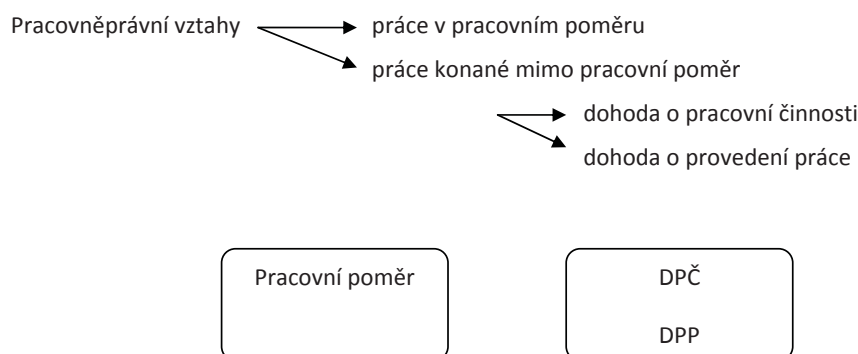 Pracovněprávní vztahy práce v pracovním poměru
práce konané mimo pracovní poměr
dohoda o pracovní činnosti
dohoda o provedení práce
Pracovní poměr DPČ
DPP